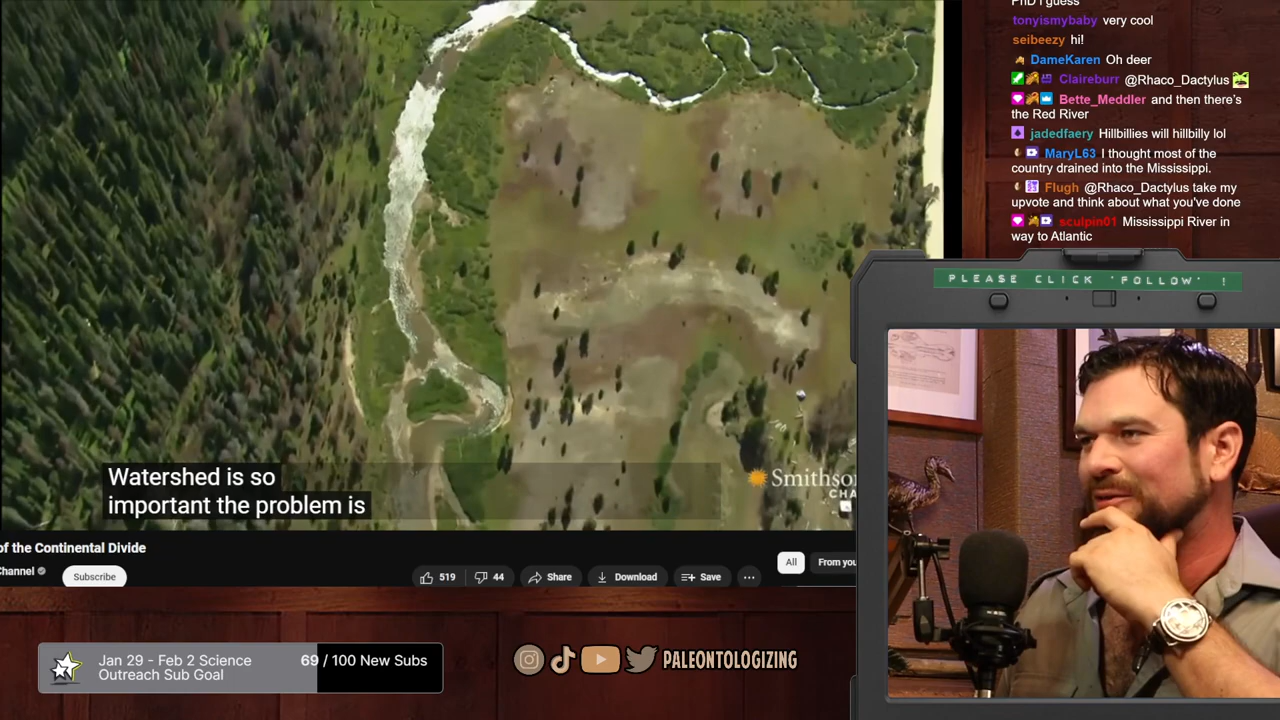 PhD I guess
tonyismybaby very cool
seibeezy hi!
DameKaren Oh deer
Claireburr @Rhaco_Dactylus
Bette_Meddler and then there's
the Red River
jadedfaery Hillbillies will hillbilly lol
MaryL63 I thought most of the
country drained into the Mississippi.
Flugh @Rhaco_Dactylus take my
upvote and think about what you've done
sculpin01 Mississippi River in
way to Atlantic
PLEASE CLICK "FOLLOW" !
Watershed is so
important the problem is
Smithson
CHA
of the Continental Divide
Channel
Subscribe
519
44
Share
Download
Save
All
From you
Jan 29 - Feb 2 Science
Outreach Sub Goal
69 / 100 New Subs
PALEONTOLOGIZING